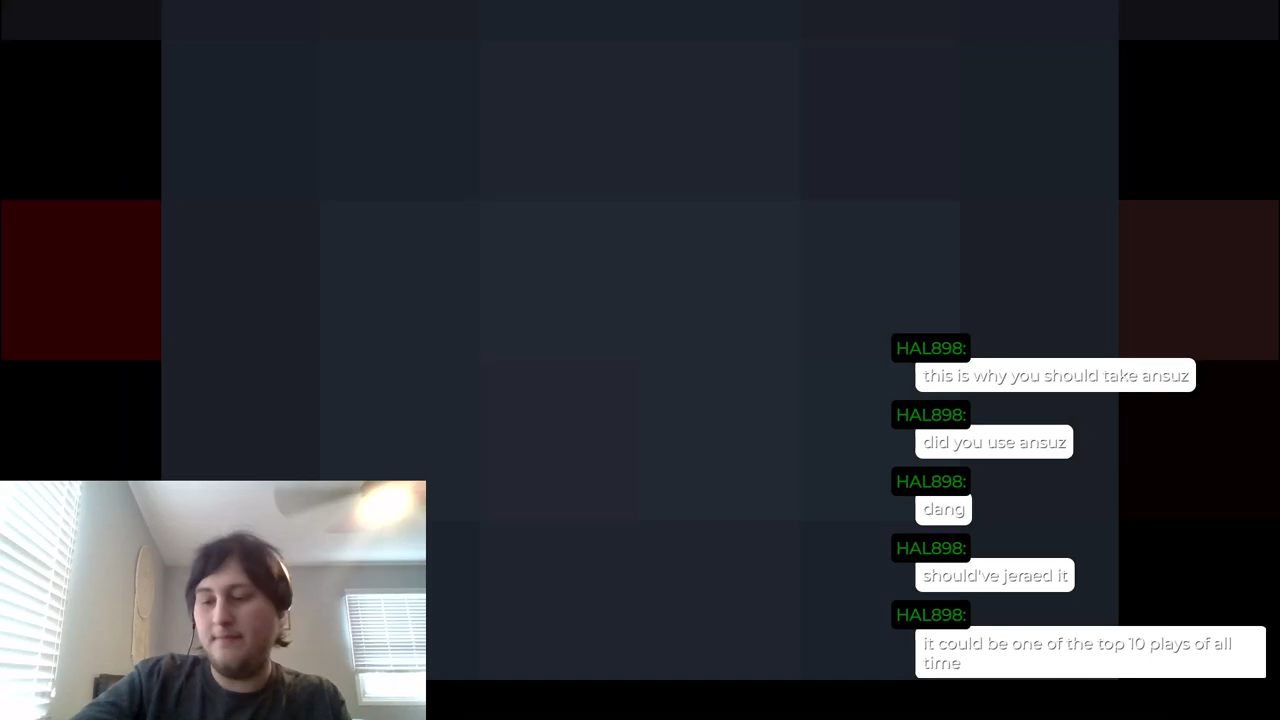 HAL898:
this is why you should take ansuz
HAL898:
did you use ansuz
HAL898:
dang
HAL898:
should've jeraed it
HAL898:
it could be one of the top 10 plays of all
time